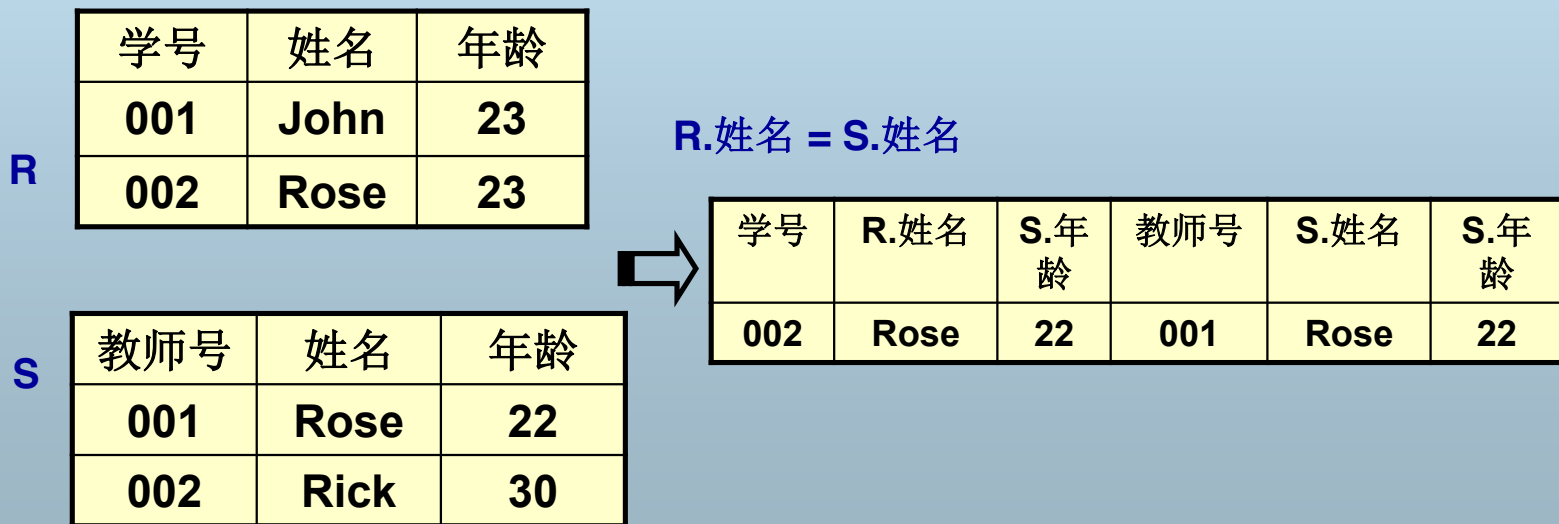 学号 姓名 年龄
001 John 23
R
002 Rose 23
R.姓名 = S.姓名
学号 R.姓名 S.年龄 教师号 S.姓名 S.年龄
002 Rose 22 001 Rose 22
S
教师号 姓名 年龄
001 Rose 22
002 Rick 30